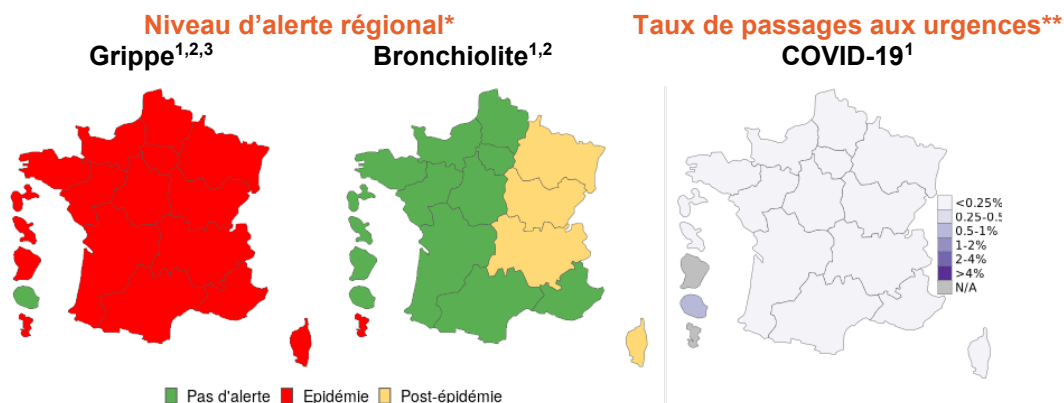 Niveau d'alerte régional*
Grippe1,2,3
Bronchiolite1,2
Pas d'alerte
Epidémie
Post-épidémie
Taux de passages aux urgences**
COVID-191
<0.25%
0.25-0.5
0.5-1%
1-2%
2-4%
>4%
N/A